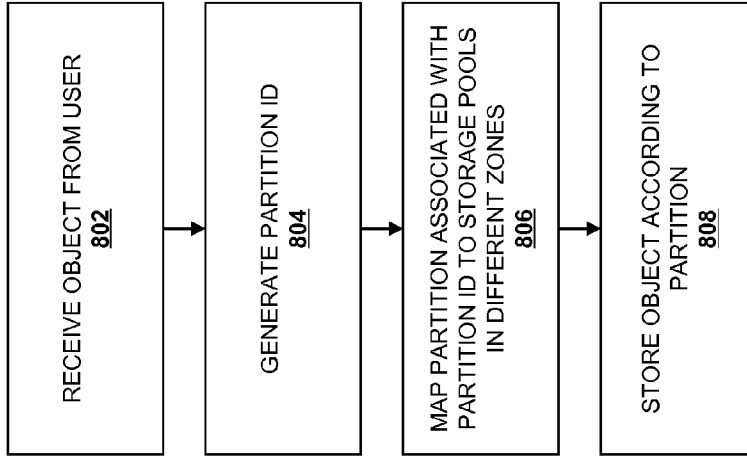 RECEIVE OBJECT FROM USER
802
GENERATE PARTITION ID
804
MAP PARTITION ASSOCIATED WITH
PARTITION ID TO STORAGE POOLS
IN DIFFERENT ZONES
806
STORE OBJECT ACCORDING TO
PARTITION
808